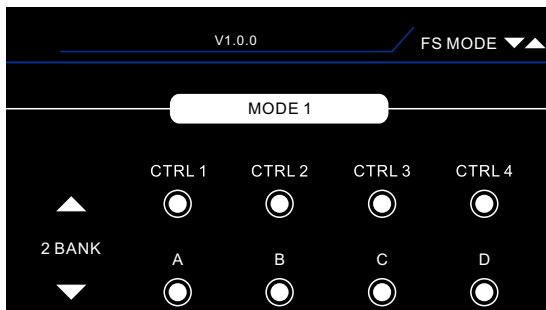 V1.0.0
FS MODE
MODE 1
CTRL 1 CTRL 2 CTRL 3 CTRL 4
2 BANK
A B C D